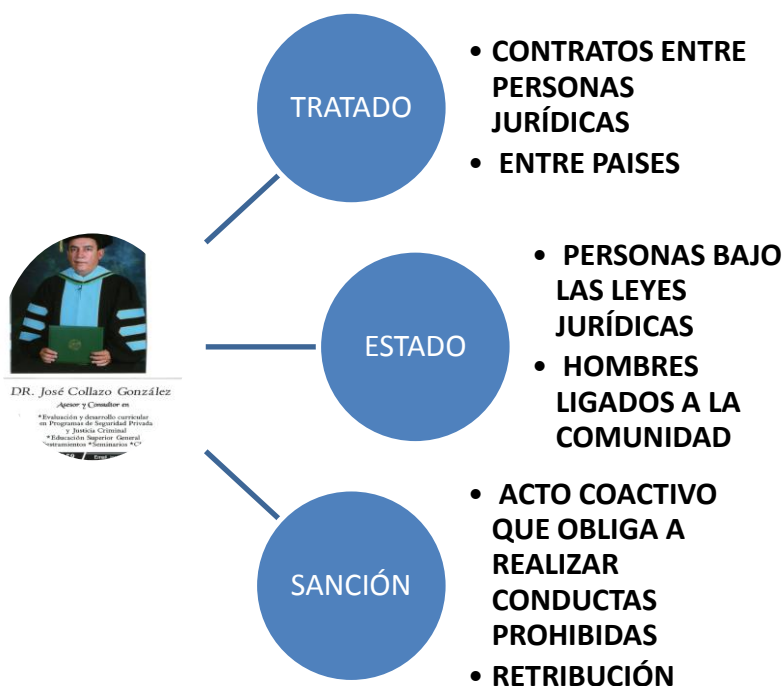 TRATADO
• CONTRATOS ENTRE
PERSONAS
JURÍDICAS
• ENTRE PAISES
ESTADO
• PERSONAS BAJO
LAS LEYES
JURÍDICAS
• HOMBRES
LIGADOS A LA
COMUNIDAD
DR. José Collazo González
Asesor y Consultor en
*Evaluación y desarrollo curricular
en Programas de Seguridad Privada
y Justicia Criminal
*Educación Superior General
*Seminarios
SANCIÓN
• ACTO COACTIVO
QUE OBLIGA A
REALIZAR
CONDUCTAS
PROHIBIDAS
• RETRIBUCIÓN